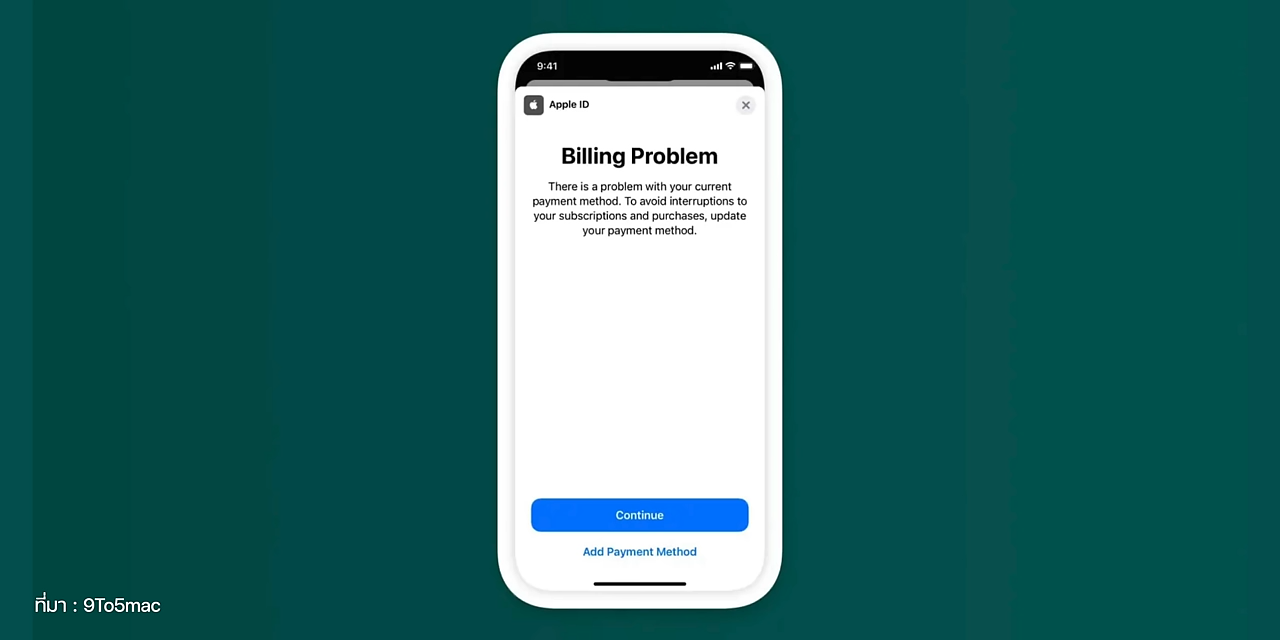 9:41
Apple ID
Billing Problem
There is a problem with your current
payment method. To avoid interruptions to
your subscriptions and purchases, update
your payment method.
Continue
Add Payment Method
ที่มา : 9To5mac